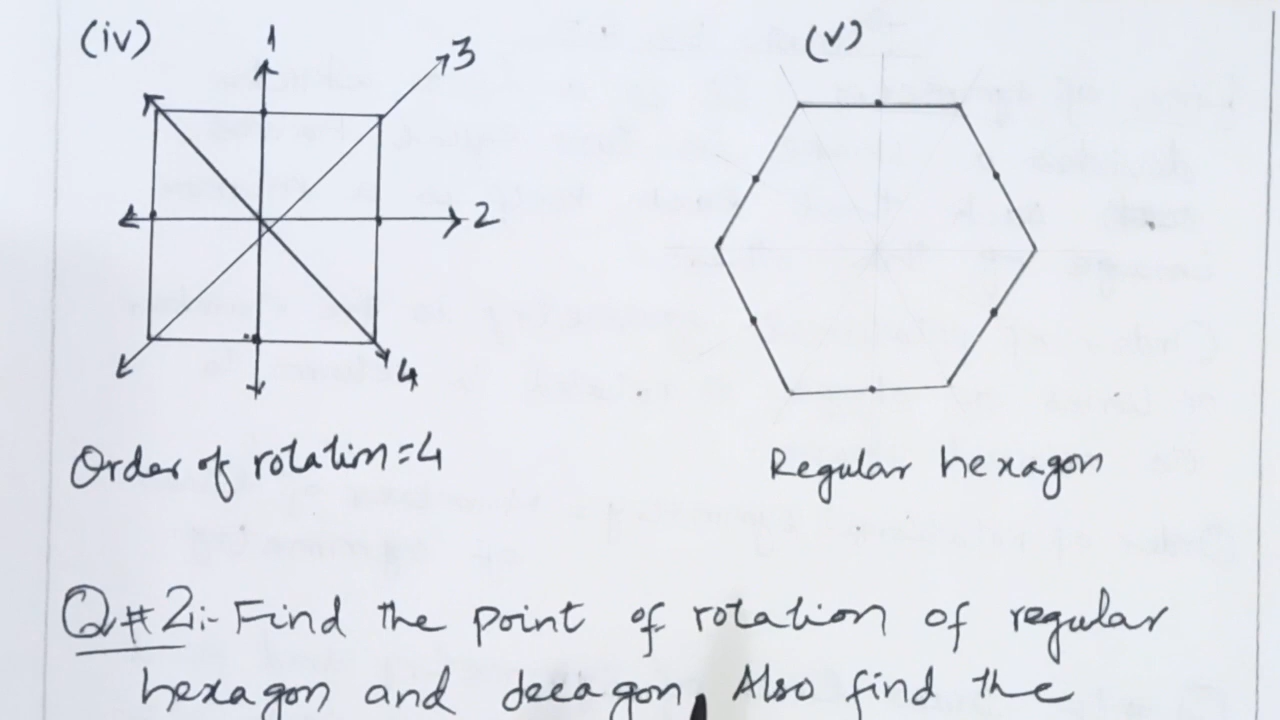 (iv)
1
3
2
4
Order of rotation=4
(v)
Regular hexagon
Q#2:- Find the point of rotation of regular
hexagon and decagon. Also find the